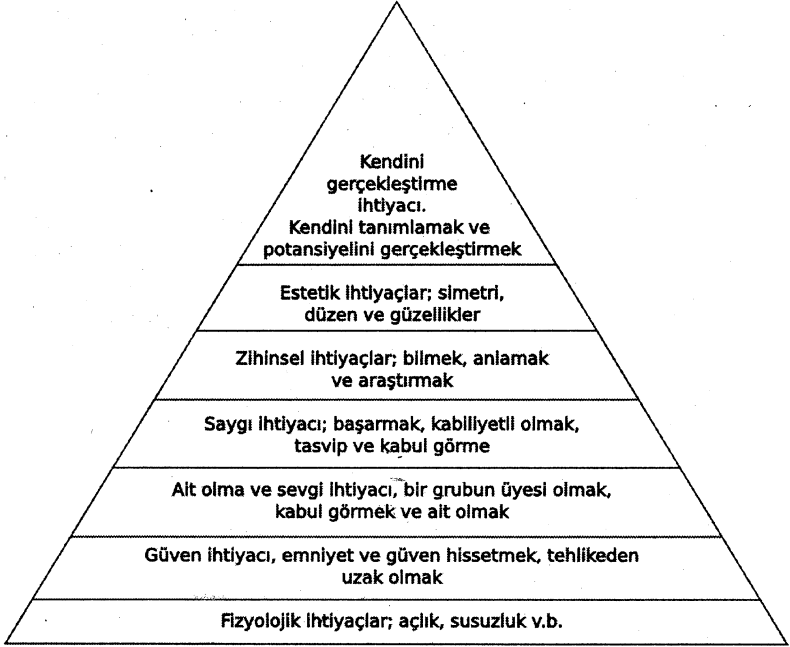 Kendini
gerçekleştirme
ihtiyacı.
Kendini tanımlamak ve
potansiyelini gerçekleştirmek
Estetik ihtiyaçlar; simetri,
düzen ve güzellikler
Zihinsel ihtiyaçlar; bilmek, anlamak
ve araştırmak
Saygı ihtiyacı; başarmak, kabiliyetli olmak,
tasvip ve kabul görme
Ait olma ve sevgi ihtiyacı, bir grubun üyesi olmak,
kabul görmek ve ait olmak
Güven ihtiyacı, emniyet ve güven hissetmek, tehlikeden
uzak olmak
Fizyolojik ihtiyaçlar; açlık, susuzluk v.b.